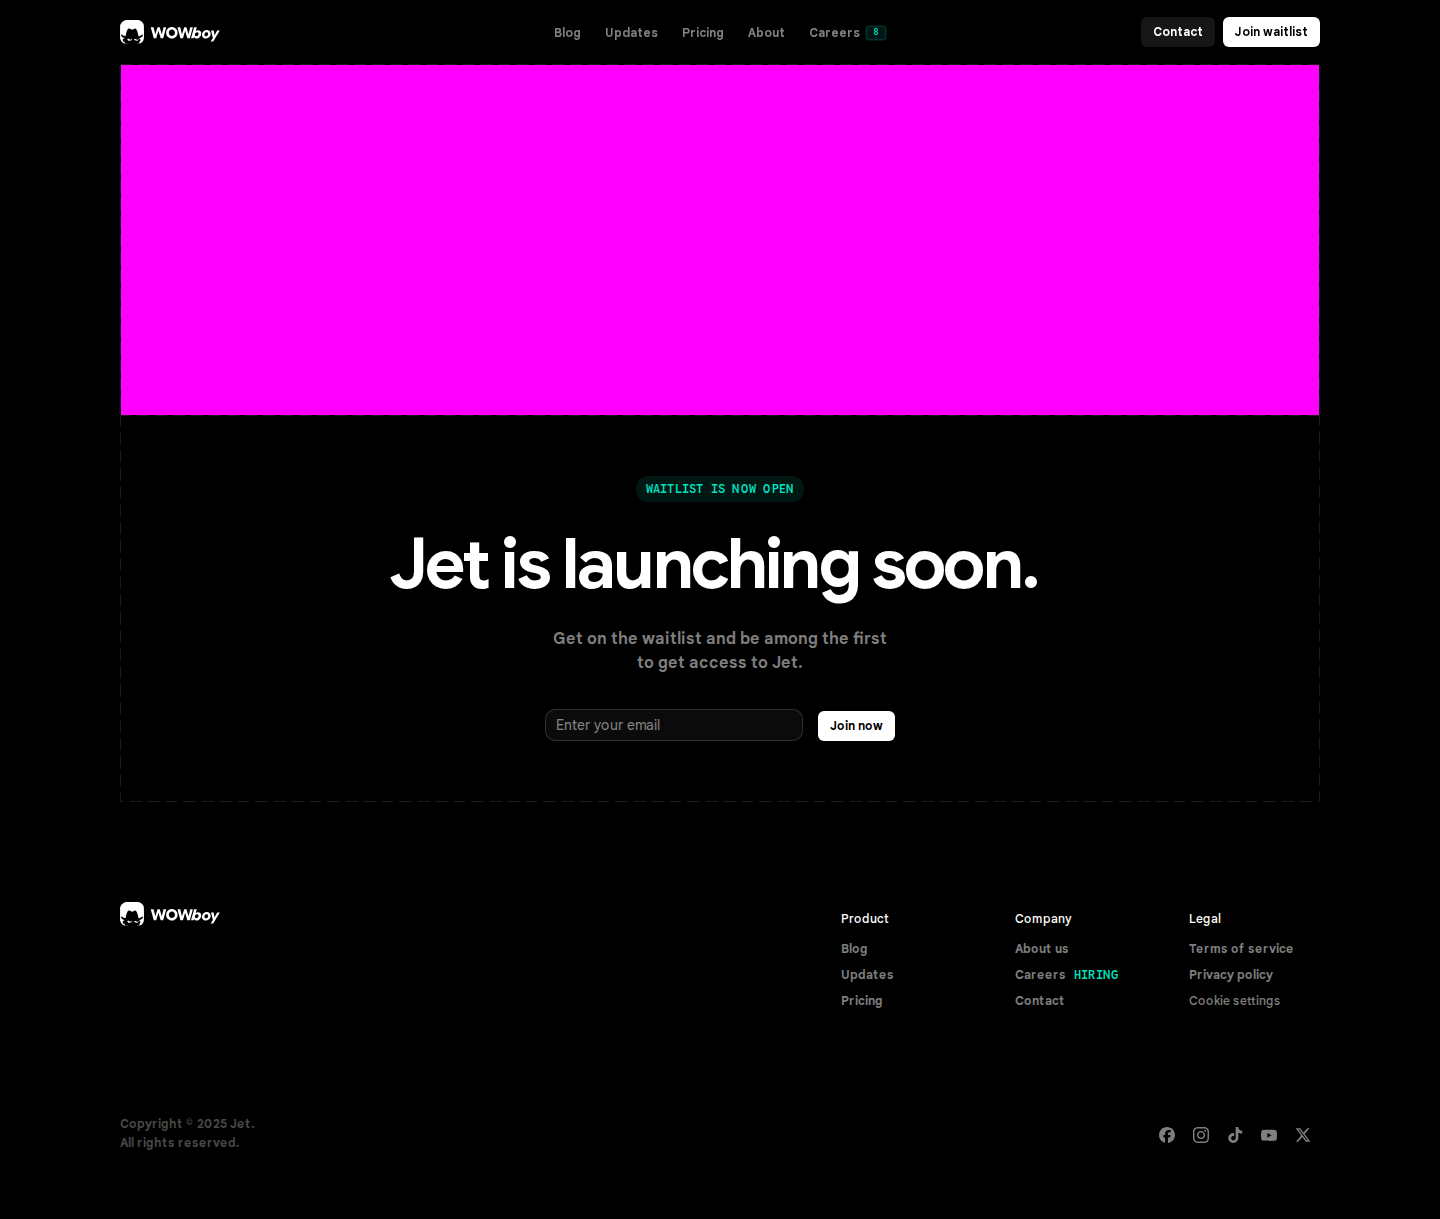 WOWboy
Blog Updates Pricing About Careers 8
Contact Join waitlist
WAITLIST IS NOW OPEN
Jet is launching soon.
Get on the waitlist and be among the first
to get access to Jet.
Enter your email Join now
WOWboy
Product
Blog
Updates
Pricing
Company
About us
Careers HIRING
Contact
Legal
Terms of service
Privacy policy
Cookie settings
Copyright © 2025 Jet.
All rights reserved.